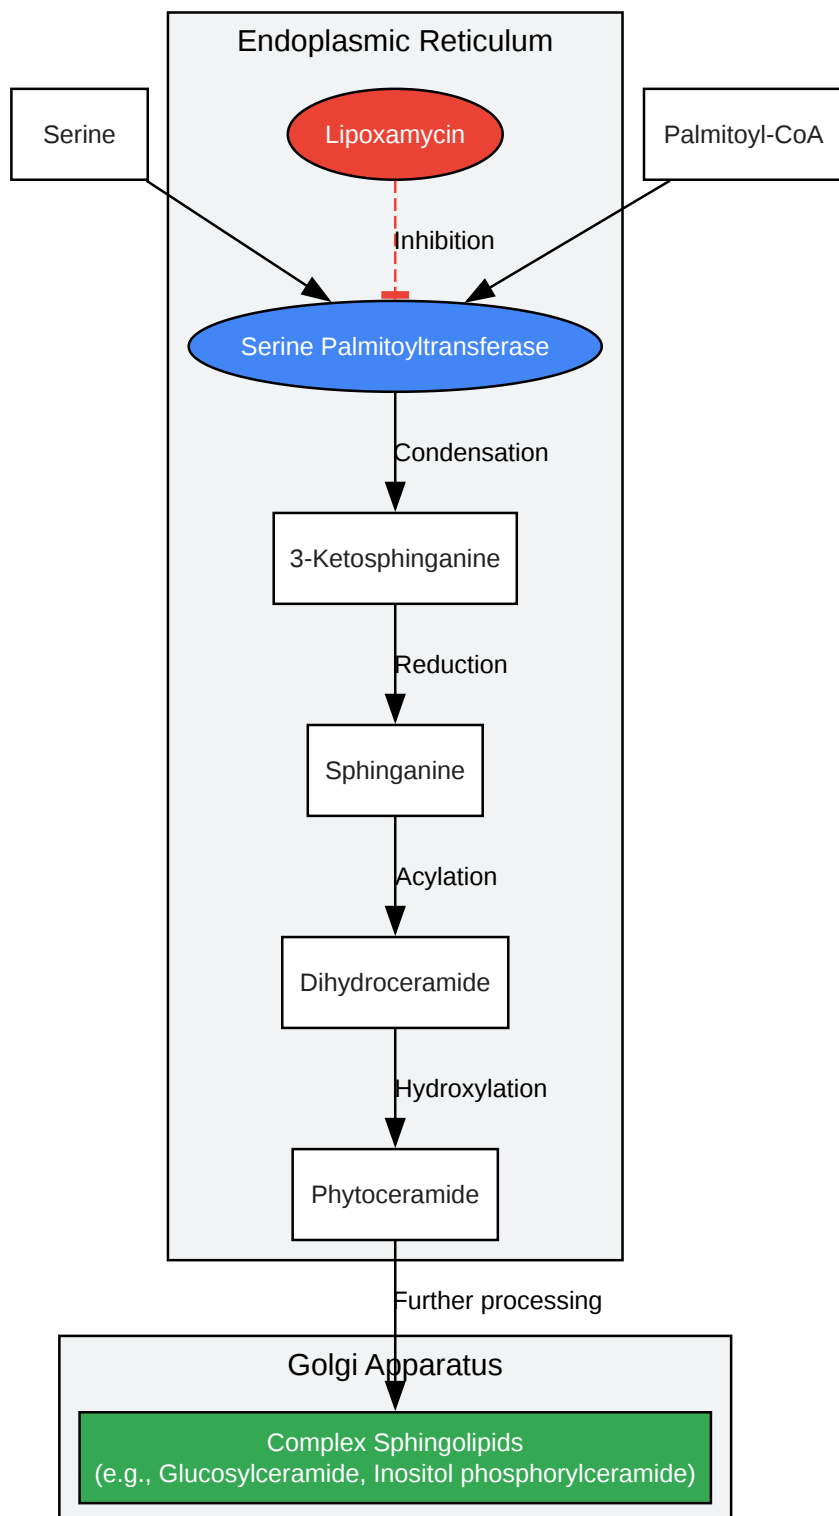 Endoplasmic Reticulum
Serine
Lipoxamycin
Palmitoyl-CoA
Inhibition
Serine Palmitoyltransferase
Condensation
3-Ketosphinganine
Reduction
Sphinganine
Acylation
Dihydroceramide
Hydroxylation
Phytoceramide
Further processing
Golgi Apparatus
Complex Sphingolipids
(e.g., Glucosylceramide, Inositol phosphorylceramide)